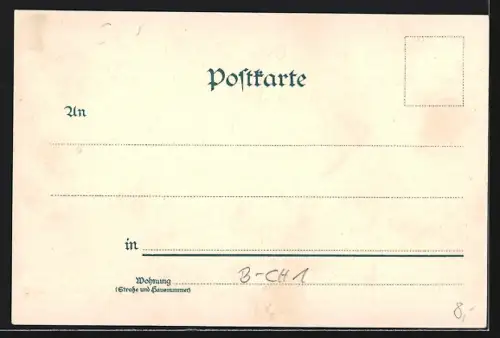 Postkarte
An
in
Wohnung
(Straße und Hausnummer)
B-CH1
8,-